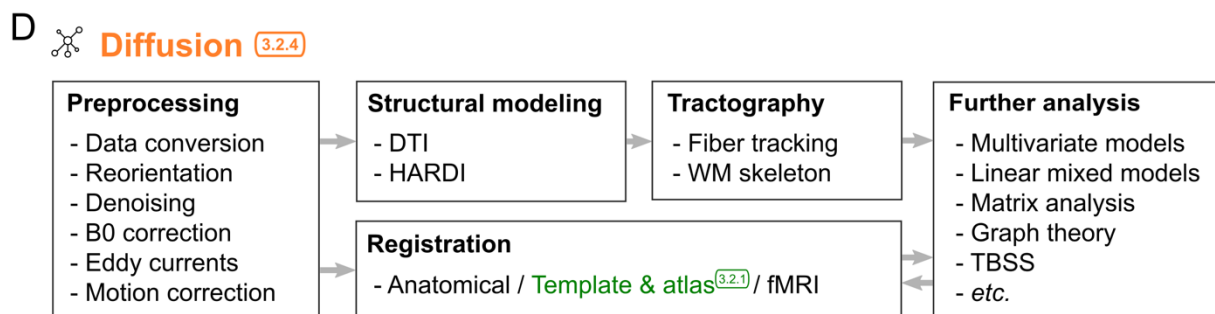 D
Diffusion 3.2.4
Preprocessing
- Data conversion
- Reorientation
- Denoising
- B0 correction
- Eddy currents
- Motion correction
Structural modeling
- DTI
- HARDI
Tractography
- Fiber tracking
- WM skeleton
Registration
- Anatomical / Template & atlas 3.2.1 / fMRI
Further analysis
- Multivariate models
- Linear mixed models
- Matrix analysis
- Graph theory
- TBSS
- etc.